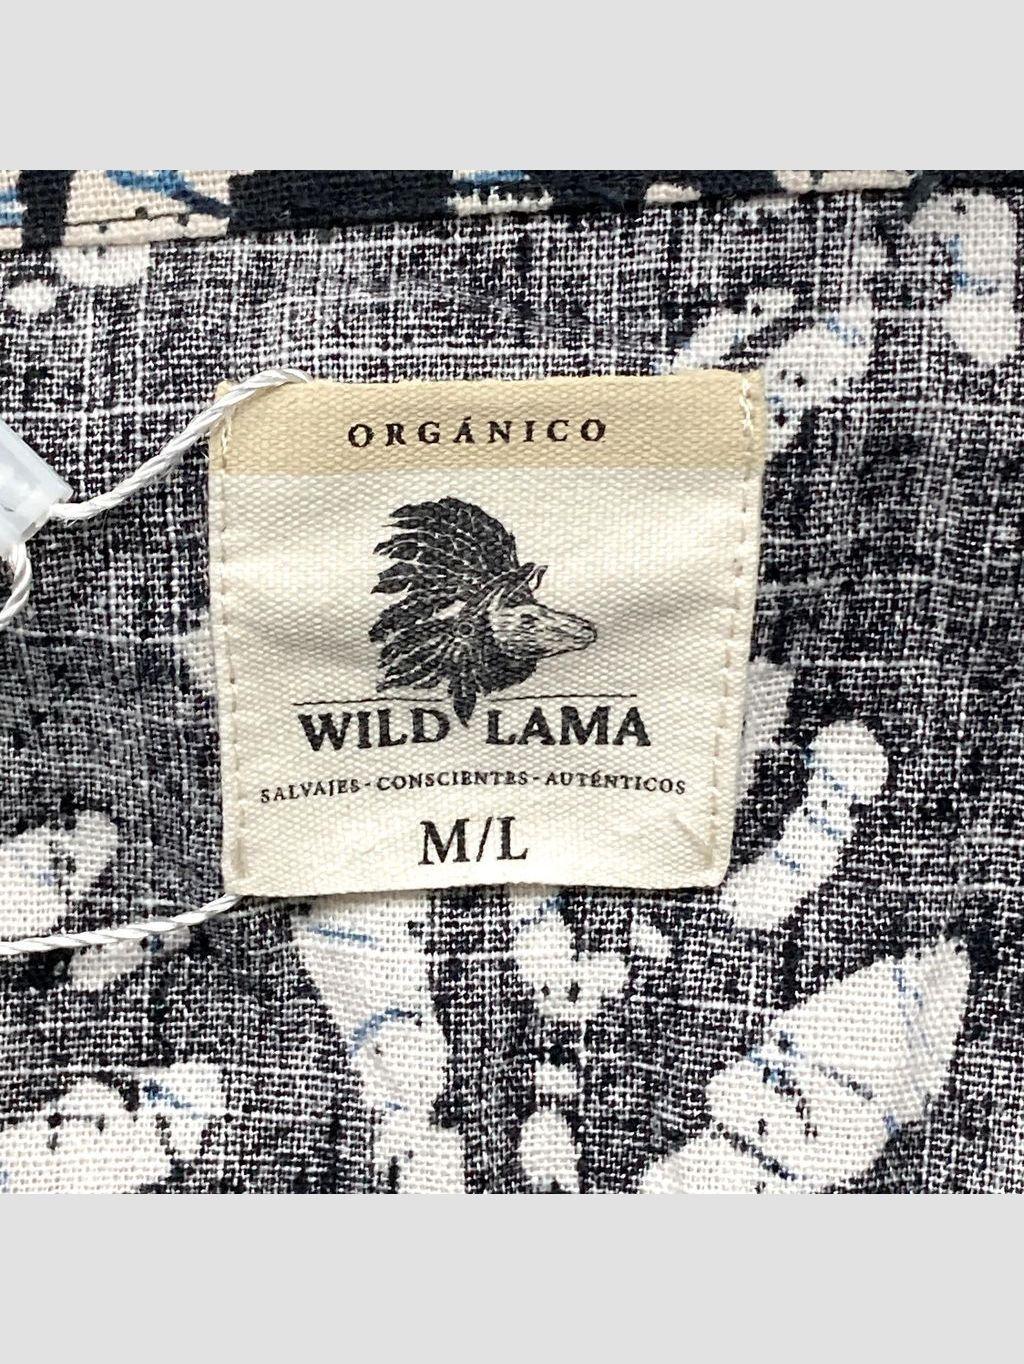 ORGÁNICO
WILD LAMA
SALVAJES-CONSCIENTES-AUTÉNTICOS
M/L